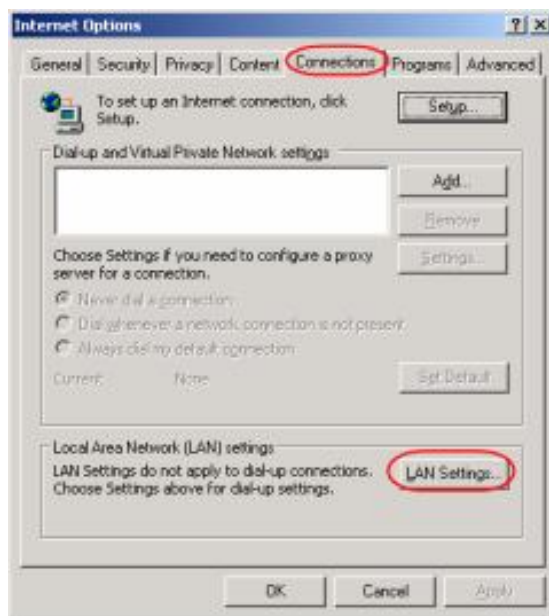 Internet Options
General Security Privacy Content Connections Programs Advanced
To set up an Internet connection, click
Setup.
Setup...
Dial-up and Virtual Private Network settings
Add...
Remove
Choose Settings if you need to configure a proxy
server for a connection.
Settings...
Never dial a connection
Dial whenever a network connection is not present
Always dial my default connection
Current: None
Set Default
Local Area Network (LAN) settings
LAN Settings do not apply to dial-up connections.
Choose Settings above for dial-up settings.
LAN Settings...
OK Cancel Apply